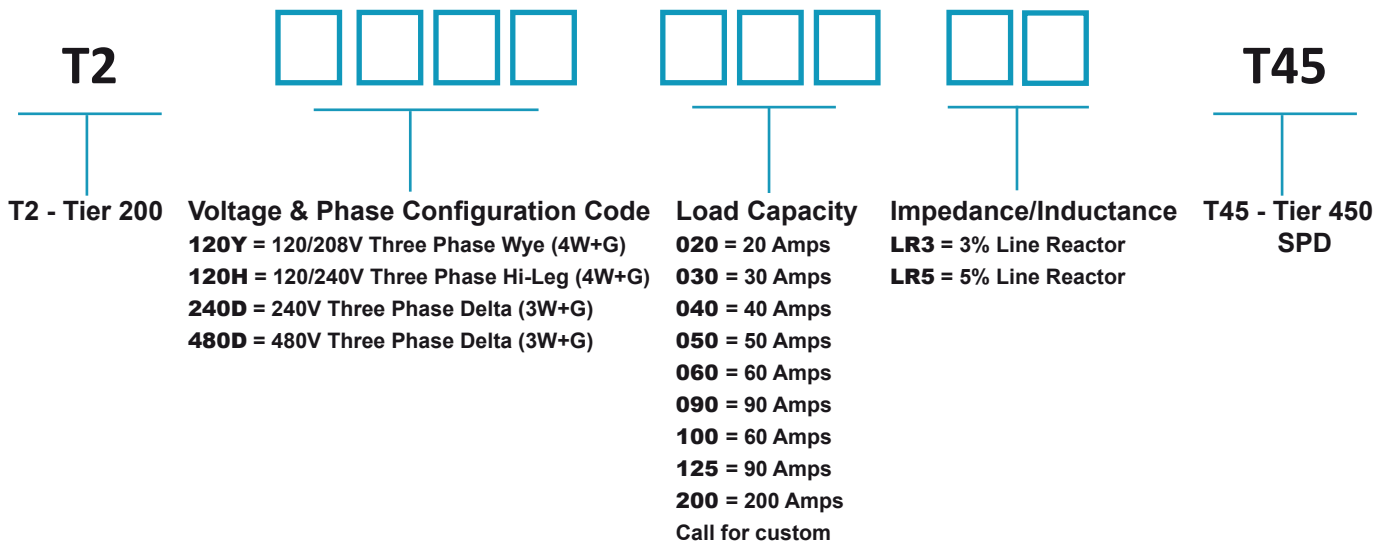 T2
T45
T2 - Tier 200
Voltage & Phase Configuration Code
120Y = 120/208V Three Phase Wye (4W+G)
120H = 120/240V Three Phase Hi-Leg (4W+G)
240D = 240V Three Phase Delta (3W+G)
480D = 480V Three Phase Delta (3W+G)
Load Capacity
020 = 20 Amps
030 = 30 Amps
040 = 40 Amps
050 = 50 Amps
060 = 60 Amps
090 = 90 Amps
100 = 60 Amps
125 = 90 Amps
200 = 200 Amps
Call for custom
Impedance/Inductance
LR3 = 3% Line Reactor
LR5 = 5% Line Reactor
T45 - Tier 450
SPD